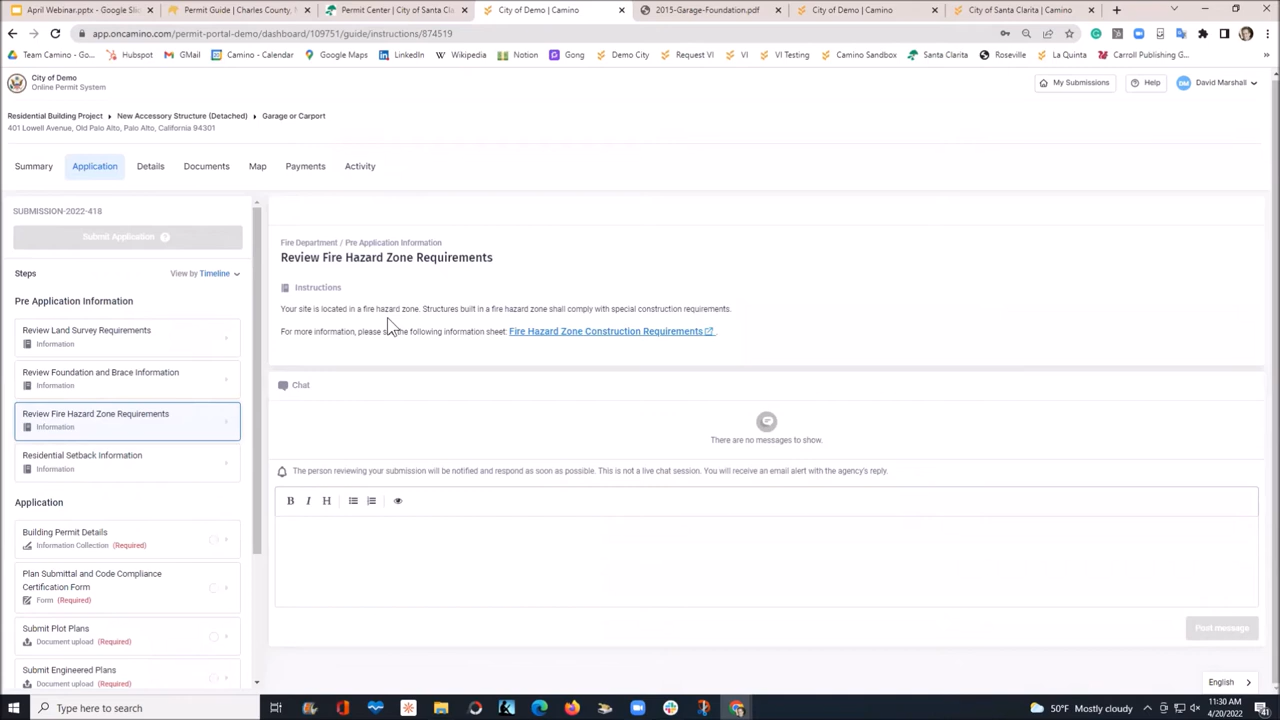 April Webinar.pptx - Google Slides
Permit Guide | Charles County, M
Permit Center | City of Santa Cla
City of Demo | Camino
2015-Garage-Foundation.pdf
City of Demo | Camino
City of Santa Clarita | Camino
app.oncamino.com/permit-portal-demo/dashboard/109751/guide/instructions/874519
Team Camino
Hubspot
GMail
Camino - Calendar
Google Maps
LinkedIn
Wikipedia
Notion
Gong
Demo City
Request VI
VI
VI Testing
Camino Sandbox
Santa Clarita
Roseville
La Quinta
Carroll Publishing G...
City of Demo
Online Permit System
My Submissions
Help
DM
David Marshall
Residential Building Project > New Accessory Structure (Detached) > Garage or Carport
401 Lowell Avenue, Old Palo Alto, Palo Alto, California 94301
Summary
Application
Details
Documents
Map
Payments
Activity
SUBMISSION-2022-418
Submit Application
Steps
View by Timeline
Pre Application Information
Review Land Survey Requirements
Information
Review Foundation and Brace Information
Information
Review Fire Hazard Zone Requirements
Information
Residential Setback Information
Information
Application
Building Permit Details
Information Collection (Required)
Plan Submittal and Code Compliance
Certification Form
Form (Required)
Submit Plot Plans
Document upload (Required)
Submit Engineered Plans
Document upload (Required)
Fire Department / Pre Application Information
Review Fire Hazard Zone Requirements
Instructions
Your site is located in a fire hazard zone. Structures built in a fire hazard zone shall comply with special construction requirements.
For more information, please the following information sheet: Fire Hazard Zone Construction Requirements .
Chat
There are no messages to show.
The person reviewing your submission will be notified and respond as soon as possible. This is not a live chat session. You will receive an email alert with the agency's reply.
B I H
Post message
English
Type here to search
50°F Mostly cloudy
11:30 AM
4/20/2022